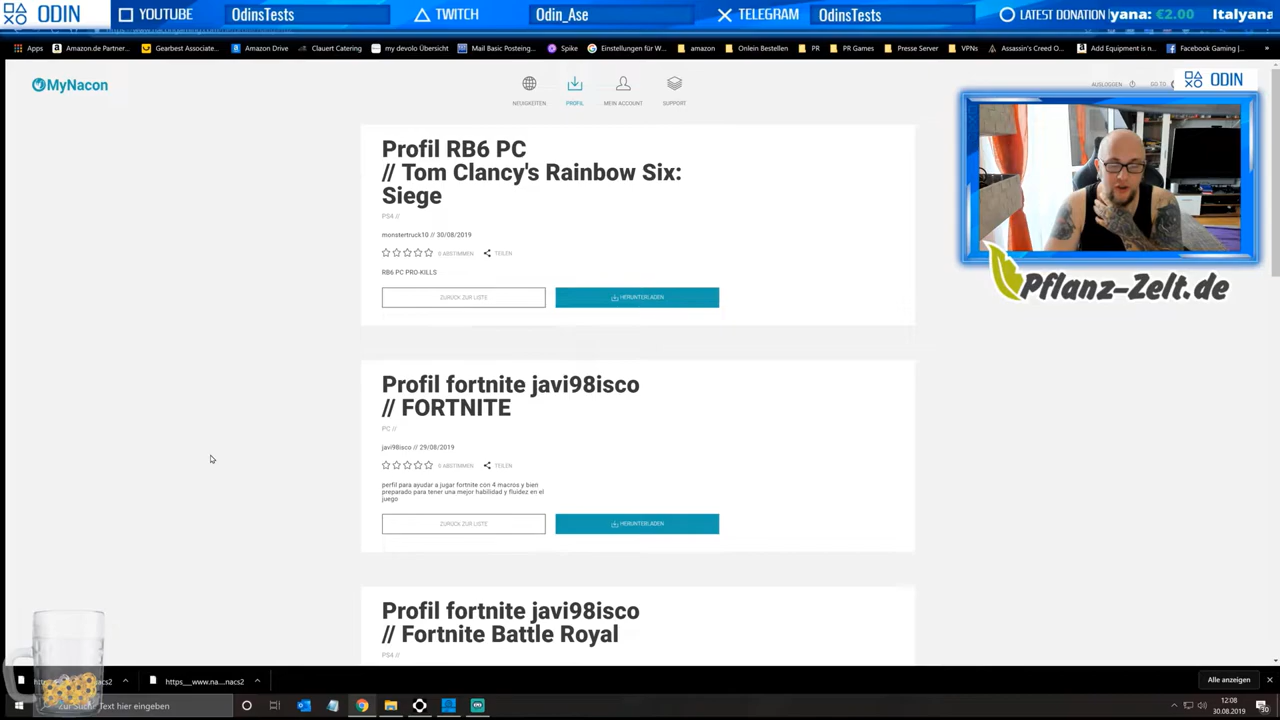 ODIN YOUTUBE OdinsTests TWITCH Odin_Ase TELEGRAM OdinsTests LATEST DONATION yana: €2.00 Italyana
Apps Amazon.de Partner... Gearbest Associate... Amazon Drive Clauert Catering my devolo Übersicht Mail Basic Posteing... Spike Einstellungen für W... amazon Onlein Bestellen PR PR Games Presse Server VPNs Assassin's Creed O... Add Equipment is n... Facebook Gaming |... »
MyNacon
NEUIGKEITEN PROFIL MEIN ACCOUNT SUPPORT
AUSLOGGEN GO TO
ODIN
Profil RB6 PC
// Tom Clancy's Rainbow Six:
Siege
PS4 //
monstertruck10 // 30/08/2019
0 ABSTIMMEN TEILEN
RB6 PC PRO-KILLS
ZURÜCK ZUR LISTE HERUNTERLADEN
Pflanz-Zelt.de
Profil fortnite javi98isco
// FORTNITE
PC //
javi98isco // 29/08/2019
0 ABSTIMMEN TEILEN
perfil para ayudar a jugar fortnite con 4 macros y bien
preparado para tener una mejor habilidad y fluidez en el
juego
ZURÜCK ZUR LISTE HERUNTERLADEN
Profil fortnite javi98isco
// Fortnite Battle Royal
PS4 //
https__www.na....nacs2
Alle anzeigen
zur Suche Text hier eingeben
12:08
30.08.2019
30